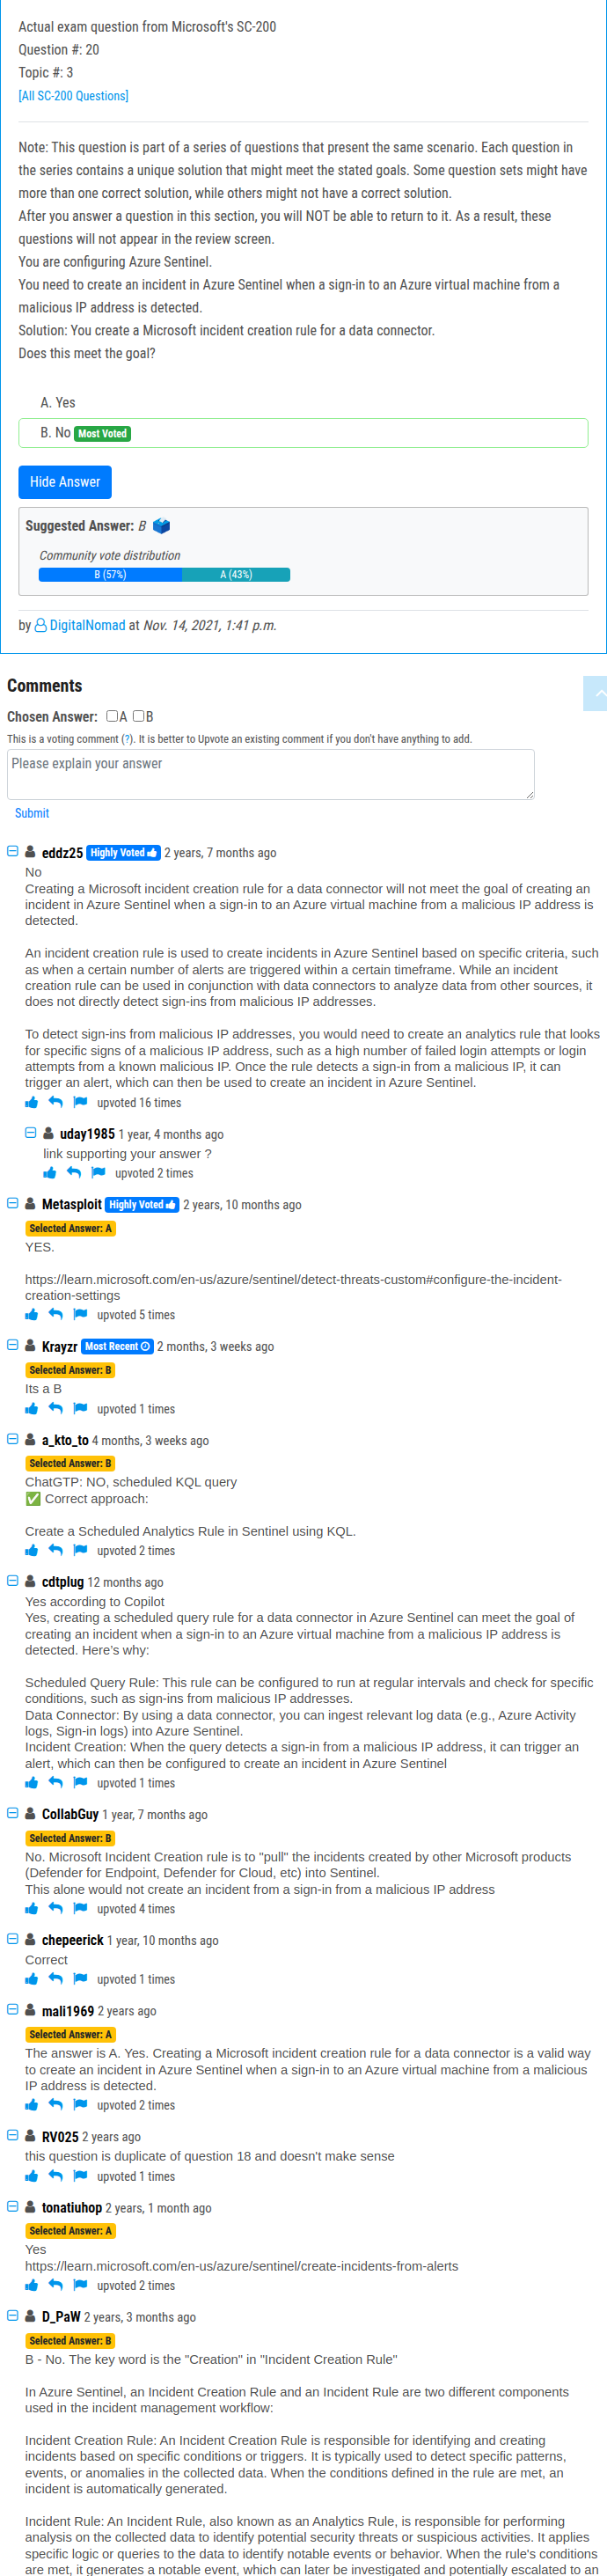 Actual exam question from Microsoft's SC-200
Question #: 20
Topic #: 3
[All SC-200 Questions]
Note: This question is part of a series of questions that present the same scenario. Each question in
the series contains a unique solution that might meet the stated goals. Some question sets might have
more than one correct solution, while others might not have a correct solution.
After you answer a question in this section, you will NOT be able to return to it. As a result, these
questions will not appear in the review screen.
You are configuring Azure Sentinel.
You need to create an incident in Azure Sentinel when a sign-in to an Azure virtual machine from a
malicious IP address is detected.
Solution: You create a Microsoft incident creation rule for a data connector.
Does this meet the goal?
A. Yes
B. No Most Voted
Hide Answer
Suggested Answer: B
Community vote distribution
B (57%) A (43%)
by DigitalNomad at Nov. 14, 2021, 1:41 p.m.
Comments
Chosen Answer: A B
This is a voting comment (?). It is better to Upvote an existing comment if you don't have anything to add.
Please explain your answer
Submit
eddz25 Highly Voted 2 years, 7 months ago
No
Creating a Microsoft incident creation rule for a data connector will not meet the goal of creating an
incident in Azure Sentinel when a sign-in to an Azure virtual machine from a malicious IP address is
detected.
An incident creation rule is used to create incidents in Azure Sentinel based on specific criteria, such
as when a certain number of alerts are triggered within a certain timeframe. While an incident
creation rule can be used in conjunction with data connectors to analyze data from other sources, it
does not directly detect sign-ins from malicious IP addresses.
To detect sign-ins from malicious IP addresses, you would need to create an analytics rule that looks
for specific signs of a malicious IP address, such as a high number of failed login attempts or login
attempts from a known malicious IP. Once the rule detects a sign-in from a malicious IP, it can
trigger an alert, which can then be used to create an incident in Azure Sentinel.
upvoted 16 times
uday1985 1 year, 4 months ago
link supporting your answer ?
upvoted 2 times
Metasploit Highly Voted 2 years, 10 months ago
Selected Answer: A
YES.
https://learn.microsoft.com/en-us/azure/sentinel/detect-threats-custom#configure-the-incident-
creation-settings
upvoted 5 times
Krayzr Most Recent 2 months, 3 weeks ago
Selected Answer: B
Its a B
upvoted 1 times
a_kto_to 4 months, 3 weeks ago
Selected Answer: B
ChatGTP: NO, scheduled KQL query
✅ Correct approach:
Create a Scheduled Analytics Rule in Sentinel using KQL.
upvoted 2 times
cdtplug 12 months ago
Yes according to Copilot
Yes, creating a scheduled query rule for a data connector in Azure Sentinel can meet the goal of
creating an incident when a sign-in to an Azure virtual machine from a malicious IP address is
detected. Here's why:
Scheduled Query Rule: This rule can be configured to run at regular intervals and check for specific
conditions, such as sign-ins from malicious IP addresses.
Data Connector: By using a data connector, you can ingest relevant log data (e.g., Azure Activity
logs, Sign-in logs) into Azure Sentinel.
Incident Creation: When the query detects a sign-in from a malicious IP address, it can trigger an
alert, which can then be configured to create an incident in Azure Sentinel
upvoted 1 times
CollabGuy 1 year, 7 months ago
Selected Answer: B
No. Microsoft Incident Creation rule is to "pull" the incidents created by other Microsoft products
(Defender for Endpoint, Defender for Cloud, etc) into Sentinel.
This alone would not create an incident from a sign-in from a malicious IP address
upvoted 4 times
chepeerick 1 year, 10 months ago
Correct
upvoted 1 times
mali1969 2 years ago
Selected Answer: A
The answer is A. Yes. Creating a Microsoft incident creation rule for a data connector is a valid way
to create an incident in Azure Sentinel when a sign-in to an Azure virtual machine from a malicious
IP address is detected.
upvoted 2 times
RV025 2 years ago
this question is duplicate of question 18 and doesn't make sense
upvoted 1 times
tonatiuhop 2 years, 1 month ago
Selected Answer: A
Yes
https://learn.microsoft.com/en-us/azure/sentinel/create-incidents-from-alerts
upvoted 2 times
D_PaW 2 years, 3 months ago
Selected Answer: B
B - No. The key word is the "Creation" in "Incident Creation Rule"
In Azure Sentinel, an Incident Creation Rule and an Incident Rule are two different components
used in the incident management workflow:
Incident Creation Rule: An Incident Creation Rule is responsible for identifying and creating
incidents based on specific conditions or triggers. It is typically used to detect specific patterns,
events, or anomalies in the collected data. When the conditions defined in the rule are met, an
incident is automatically generated.
Incident Rule: An Incident Rule, also known as an Analytics Rule, is responsible for performing
analysis on the collected data to identify potential security threats or suspicious activities. It applies
specific logic or queries to the data to identify notable events or behavior. When the rule's conditions
are met, it generates a notable event, which can later be investigated and potentially escalated to an